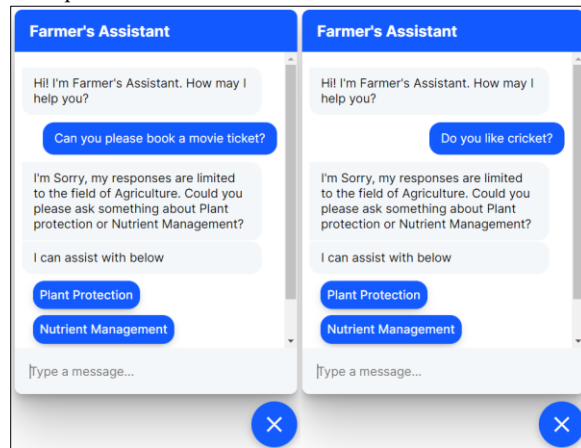 Farmer's Assistant
Hi! I'm Farmer's Assistant. How may I
help you?
Can you please book a movie ticket?
I'm Sorry, my responses are limited
to the field of Agriculture. Could you
please ask something about Plant
protection or Nutrient Management?
I can assist with below
Plant Protection
Nutrient Management
Type a message...
Farmer's Assistant
Hi! I'm Farmer's Assistant. How may I
help you?
Do you like cricket?
I'm Sorry, my responses are limited
to the field of Agriculture. Could you
please ask something about Plant
protection or Nutrient Management?
I can assist with below
Plant Protection
Nutrient Management
Type a message...